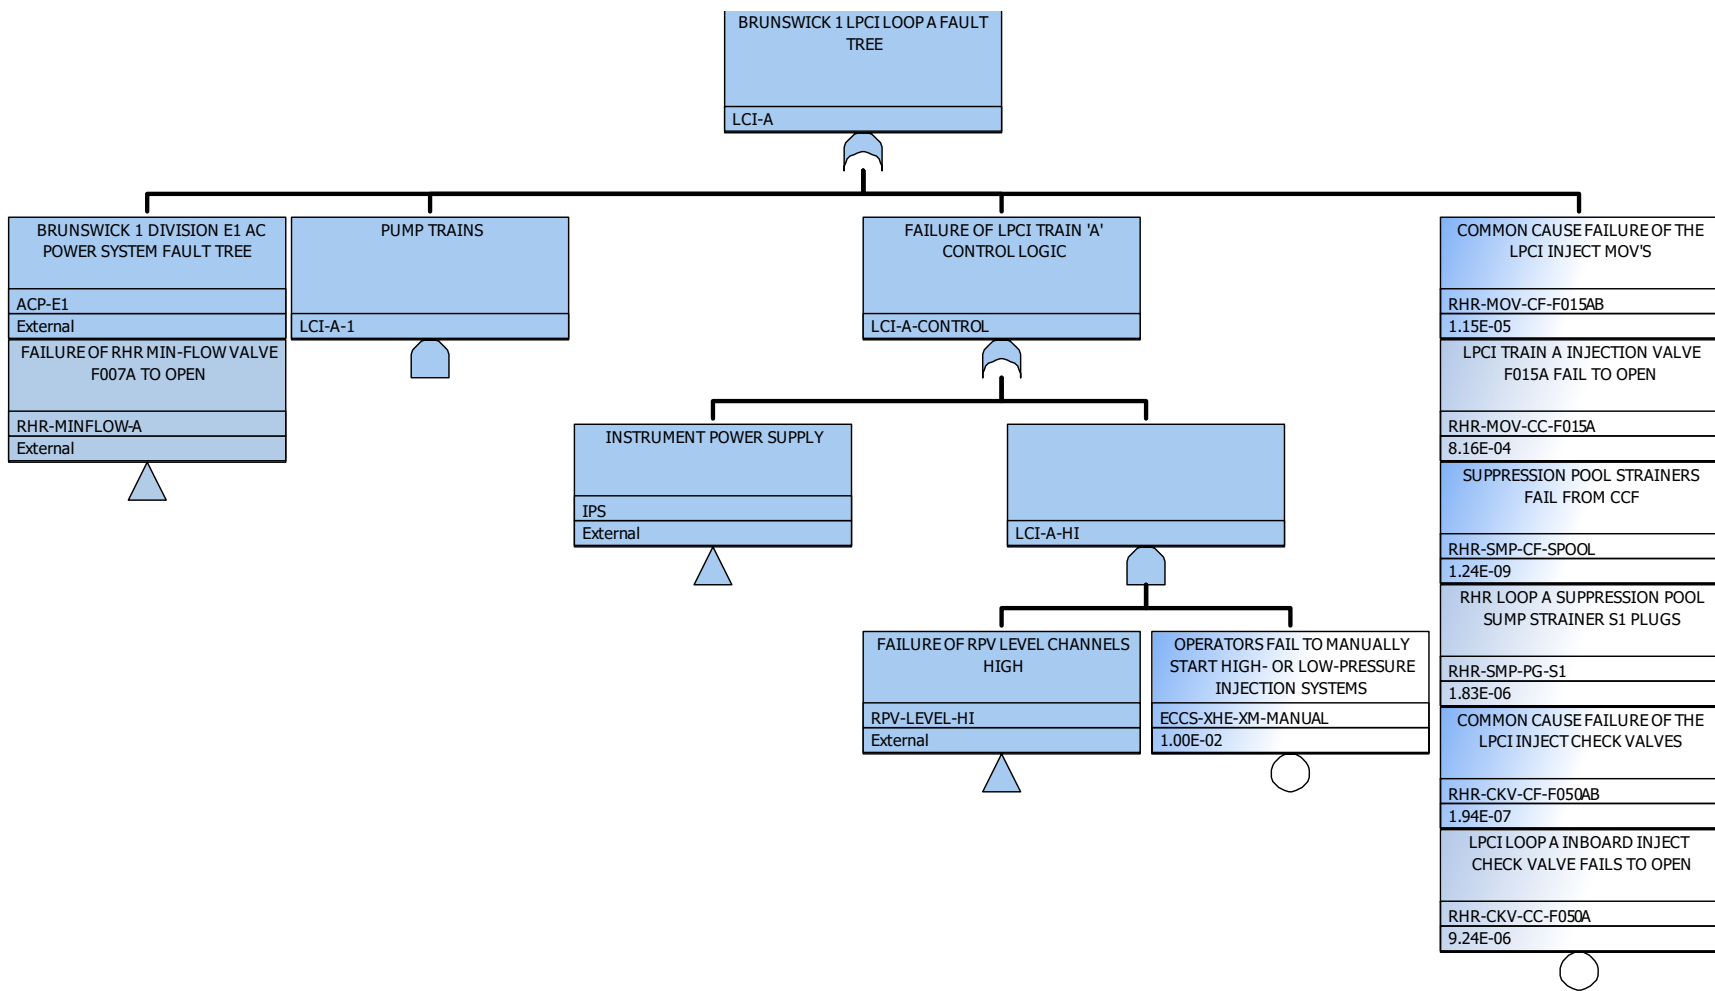 BRUNSWICK 1 LPCI LOOP A FAULT
TREE
LCI-A
BRUNSWICK 1 DIVISION E1 AC
POWER SYSTEM FAULT TREE
ACP-E1
External
FAILURE OF RHR MIN-FLOW VALVE
F007A TO OPEN
RHR-MINFLOW-A
External
PUMP TRAINS
LCI-A-1
FAILURE OF LPCI TRAIN 'A'
CONTROL LOGIC
LCI-A-CONTROL
INSTRUMENT POWER SUPPLY
IPS
External
LCI-A-HI
FAILURE OF RPV LEVEL CHANNELS
HIGH
RPV-LEVEL-HI
External
OPERATORS FAIL TO MANUALLY
START HIGH- OR LOW-PRESSURE
INJECTION SYSTEMS
ECCS-XHE-XM-MANUAL
1.00E-02
COMMON CAUSE FAILURE OF THE
LPCI INJECT MOV'S
RHR-MOV-CF-F015AB
1.15E-05
LPCI TRAIN A INJECTION VALVE
F015A FAIL TO OPEN
RHR-MOV-CC-F015A
8.16E-04
SUPPRESSION POOL STRAINERS
FAIL FROM CCF
RHR-SMP-CF-SPOOL
1.24E-09
RHR LOOP A SUPPRESSION POOL
SUMP STRAINER S1 PLUGS
RHR-SMP-PG-S1
1.83E-06
COMMON CAUSE FAILURE OF THE
LPCI INJECT CHECK VALVES
RHR-CKV-CF-F050AB
1.94E-07
LPCI LOOP A INBOARD INJECT
CHECK VALVE FAILS TO OPEN
RHR-CKV-CC-F050A
9.24E-06